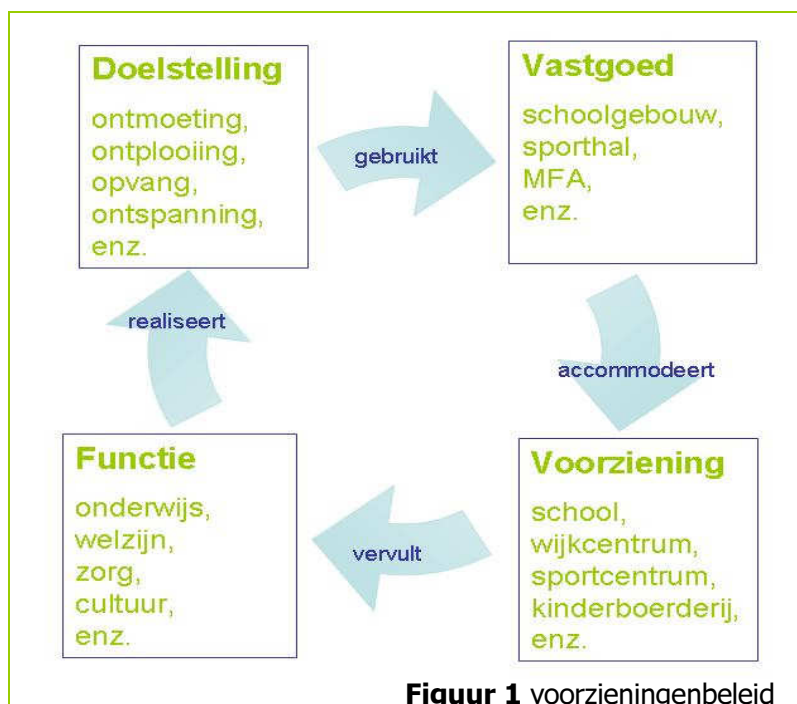 Doelstelling
ontmoeting,
ontplooiing,
opvang,
ontspanning,
enz.
gebruikt
Vastgoed
schoolgebouw,
sporthal,
MFA,
enz.
accommodeert
Voorziening
school,
wijkcentrum,
sportcentrum,
kinderboerderij,
enz.
vervult
Functie
onderwijs,
welzijn,
zorg,
cultuur,
enz.
realiseert
Figuur 1 voorzieningenbeleid